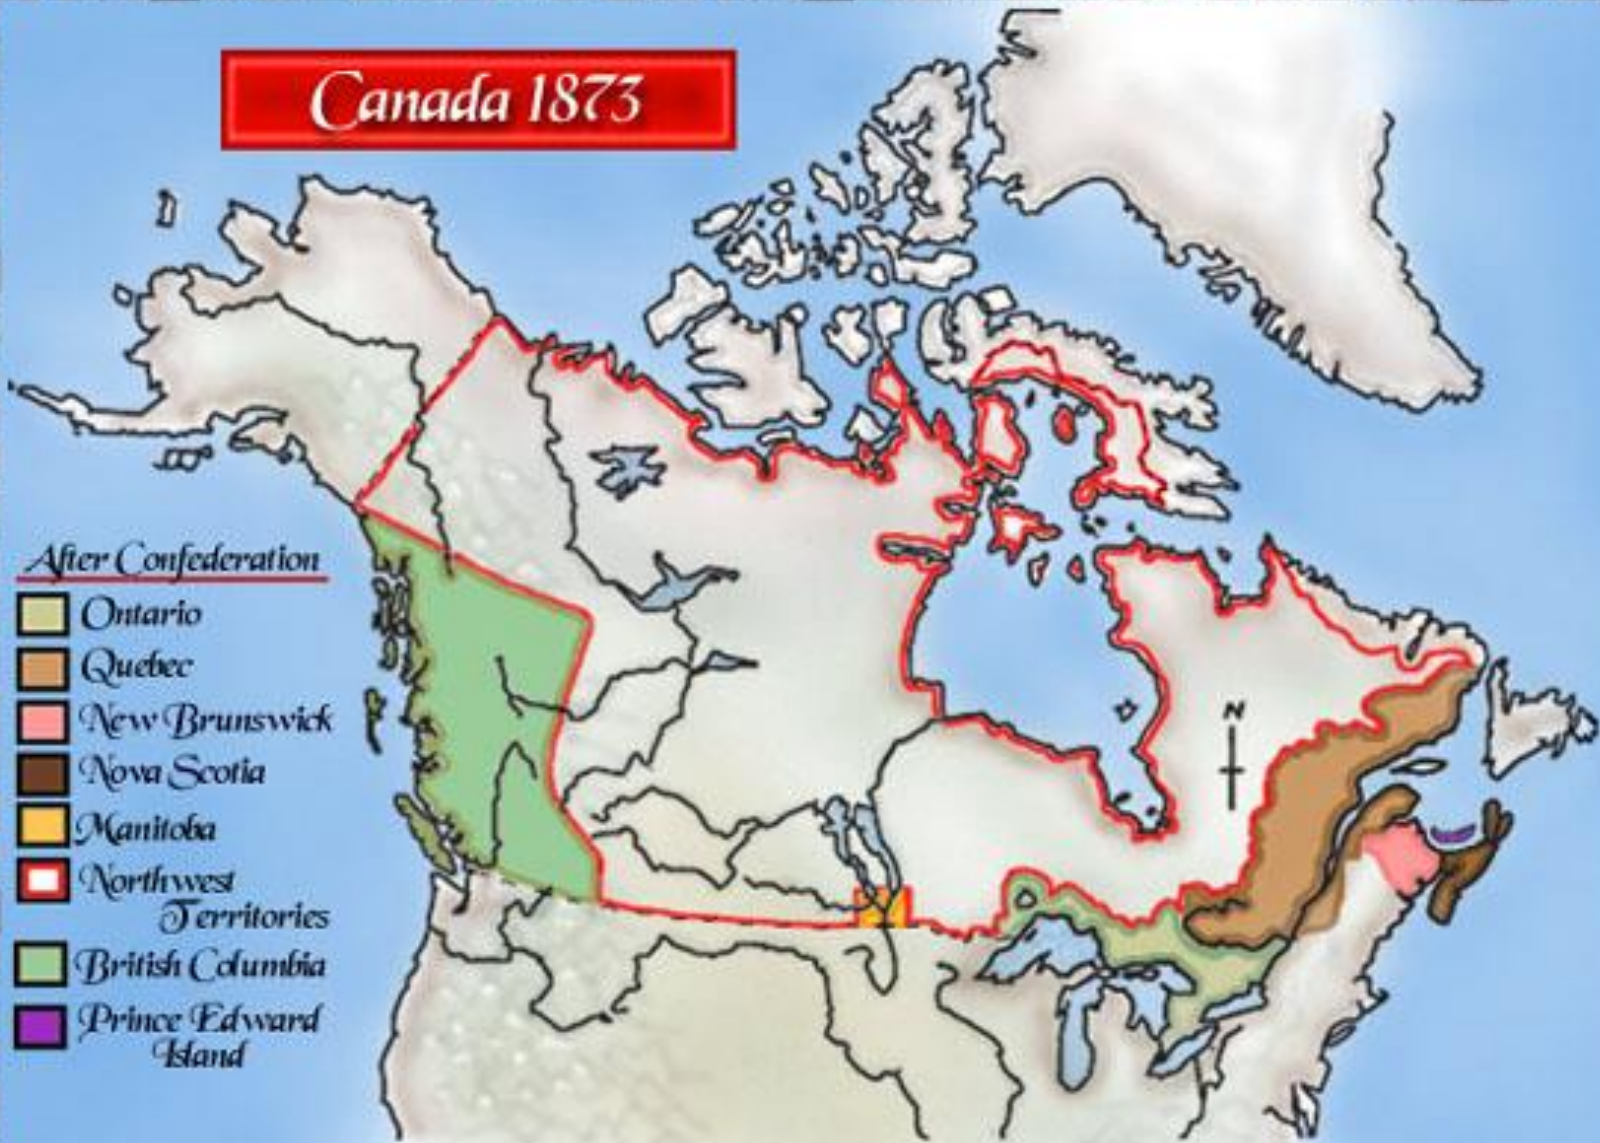 Canada 1873
After Confederation
Ontario
Quebec
New Brunswick
Nova Scotia
Manitoba
Northwest
Territories
British Columbia
Prince Edward
Island
N